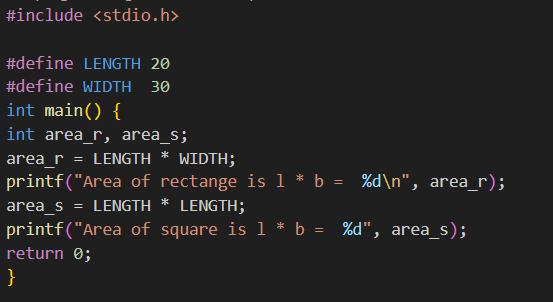 #include <stdio.h>
#define LENGTH 20
#define WIDTH  30
int main() {
int area_r, area_s;
area_r = LENGTH * WIDTH;
printf("Area of rectange is l * b =  %d\n", area_r);
area_s = LENGTH * LENGTH;
printf("Area of square is l * b =  %d", area_s);
return 0;
}